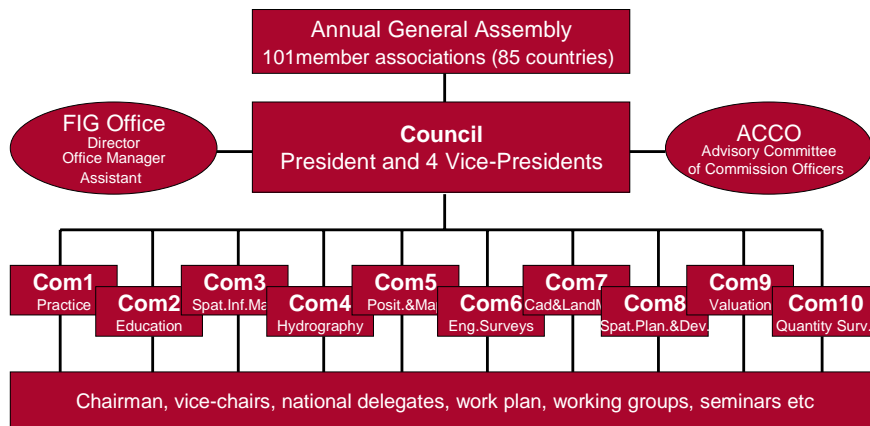 Annual General Assembly
101member associations (85 countries)
FIG Office
Director
Office Manager
Assistant
Council
President and 4 Vice-Presidents
ACCO
Advisory Committee
of Commission Officers
Com1
Practice
Com2
Education
Com3
Spat.Inf.Ma
Com4
Hydrography
Com5
Posit.&Ma
Com6
Eng.Surveys
Com7
Cad&LandM
Com8
Spat.Plan.&Dev.
Com9
Valuation
Com10
Quantity Surv.
Chairman, vice-chairs, national delegates, work plan, working groups, seminars etc